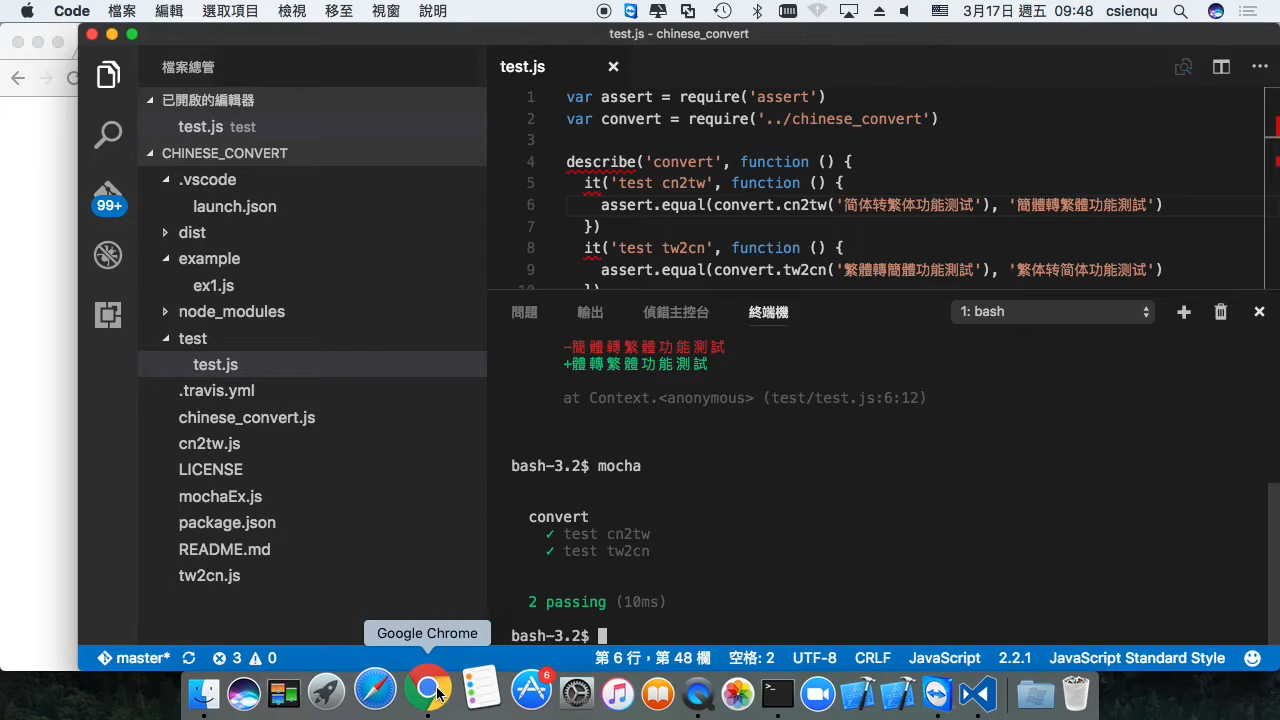 Code 檔案 編輯 選取項目 檢視 移至 視窗 說明 3月17日 週五 09:48 csienqu
test.js - chinese_convert
檔案總管
已開啟的編輯器
test.js test
CHINESE_CONVERT
.vscode
launch.json
dist
example
ex1.js
node_modules
test
test.js
.travis.yml
chinese_convert.js
cn2tw.js
LICENSE
mochaEx.js
package.json
README.md
tw2cn.js
99+
test.js
1 var assert = require('assert')
2 var convert = require('../chinese_convert')
3
4 describe('convert', function () {
5 it('test cn2tw', function () {
6 assert.equal(convert.cn2tw('简体转繁体功能测试'), '簡體轉繁體功能測試')
7 })
8 it('test tw2cn', function () {
9 assert.equal(convert.tw2cn('繁體轉簡體功能測試'), '繁体转简体功能测试')
問題 輸出 偵錯主控台 終端機 1: bash
-簡體轉繁體功能測試
+體轉繁體功能測試
at Context.<anonymous> (test/test.js:6:12)
bash-3.2$ mocha
convert
✓ test cn2tw
✓ test tw2cn
2 passing (10ms)
bash-3.2$
Google Chrome
master* 3 0 第 6 行，第 48 欄 空格: 2 UTF-8 CRLF JavaScript 2.2.1 JavaScript Standard Style
6